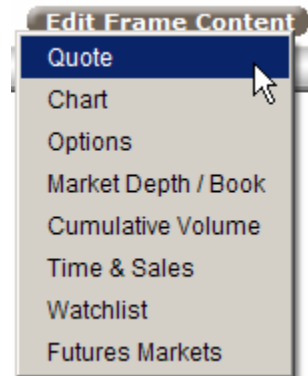 Edit Frame Content
Quote
Chart
Options
Market Depth / Book
Cumulative Volume
Time & Sales
Watchlist
Futures Markets